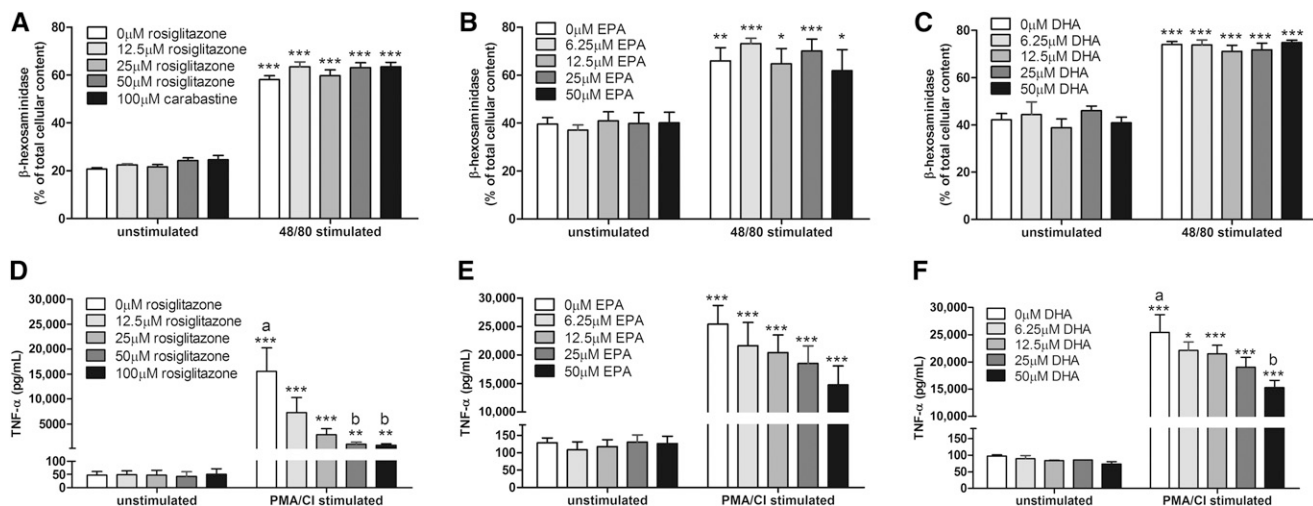 A
β-hexosaminidase
(% of total cellular content)
80
60
40
20
0
0μM rosiglitazone
12.5μM rosiglitazone
25μM rosiglitazone
50μM rosiglitazone
100μM carabastine
*** *** *** *** ***
unstimulated 48/80 stimulated
B
β-hexosaminidase
(% of total cellular content)
80
60
40
20
0
0μM EPA
6.25μM EPA
12.5μM EPA
25μM EPA
50μM EPA
** *** * *** *
unstimulated 48/80 stimulated
C
β-hexosaminidase
(% of total cellular content)
80
60
40
20
0
0μM DHA
6.25μM DHA
12.5μM DHA
25μM DHA
50μM DHA
*** *** *** *** ***
unstimulated 48/80 stimulated
D
TNF-α (pg/mL)
30,000
25,000
20,000
15,000
10,000
5000
100
50
0
0μM rosiglitazone
12.5μM rosiglitazone
25μM rosiglitazone
50μM rosiglitazone
100μM rosiglitazone
a b b
*** *** *** ** **
unstimulated PMA/CI stimulated
E
TNF-α (pg/mL)
30,000
25,000
20,000
15,000
10,000
150
100
50
0
0μM EPA
6.25μM EPA
12.5μM EPA
25μM EPA
50μM EPA
*** *** *** *** ***
unstimulated PMA/CI stimulated
F
TNF-α (pg/mL)
30,000
25,000
20,000
15,000
10,000
150
100
50
0
0μM DHA
6.25μM DHA
12.5μM DHA
25μM DHA
50μM DHA
a b
*** * *** *** ***
unstimulated PMA/CI stimulated